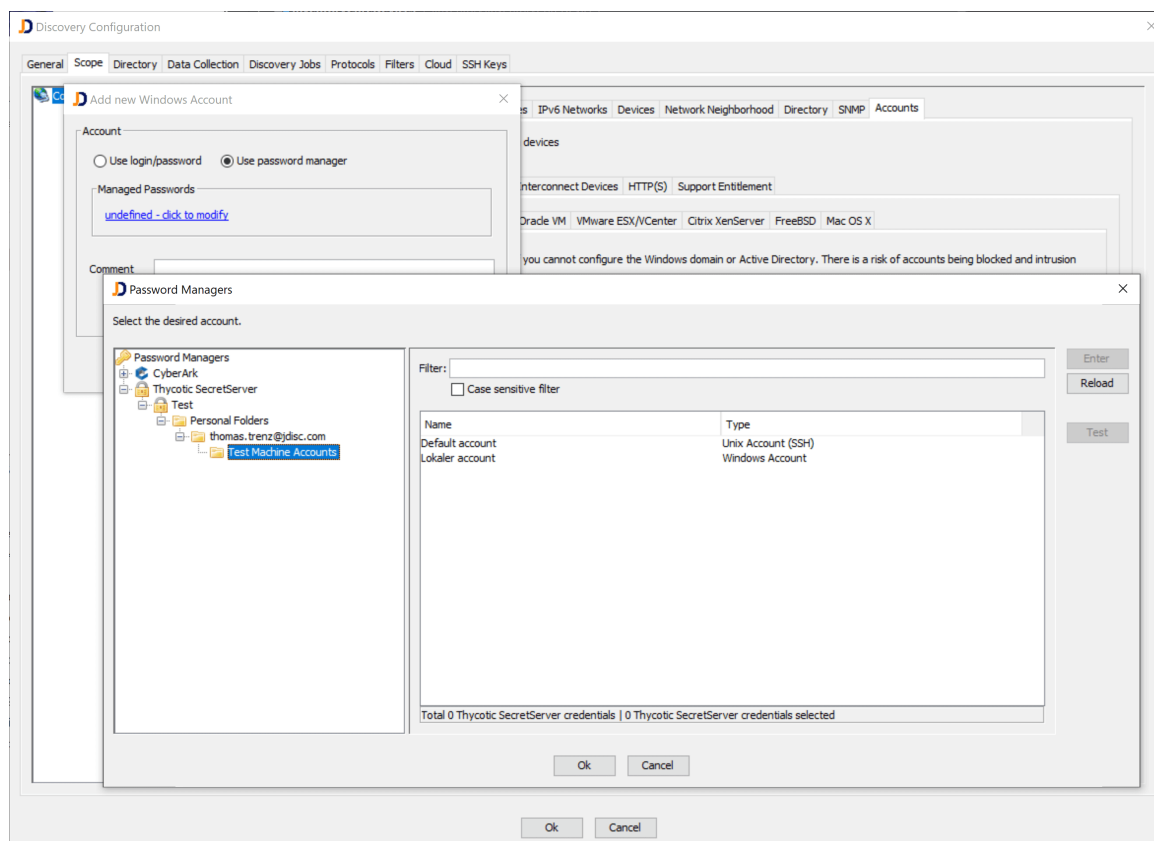 Discovery Configuration
General Scope Directory Data Collection Discovery Jobs Protocols Filters Cloud SSH Keys
Add new Windows Account
IPv6 Networks Devices Network Neighborhood Directory SNMP Accounts
Account
devices
Use login/password Use password manager
Managed Passwords
Interconnect Devices HTTP(S) Support Entitlement
undefined - click to modify
Oracle VM VMware ESX/VCenter Citrix XenServer FreeBSD Mac OS X
Comment
you cannot configure the Windows domain or Active Directory. There is a risk of accounts being blocked and intrusion
Password Managers
Select the desired account.
Password Managers
CyberArk
Thycotic SecretServer
Test
Personal Folders
thomas.trenz@jdisc.com
Test Machine Accounts
Filter:
Case sensitive filter
Name Type
Default account Unix Account (SSH)
Lokaler account Windows Account
Total 0 Thycotic SecretServer credentials | 0 Thycotic SecretServer credentials selected
Enter
Reload
Test
Ok Cancel
Ok Cancel